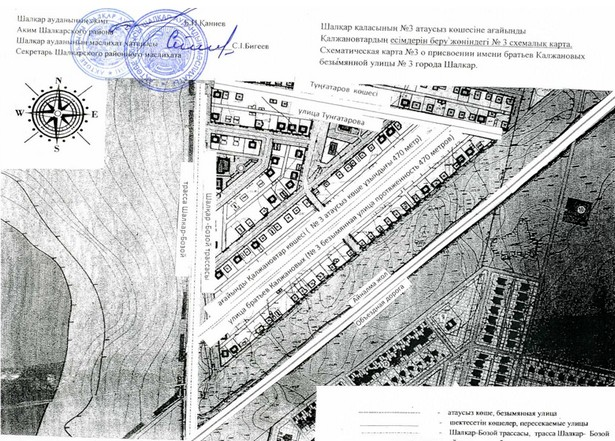 Шалқар ауданының әкімі
Аким Шалкарского района
Б.И.Каниев
Шалқар ауданының мәслихат хатшысы
Секретарь Шалкарского районного маслихата
С.І.Бигеев
Шалқар қаласының №3 атаусыз көшесіне ағайынды
Қалжановтардың есімдерін беру жөніндегі № 3 схемалық карта.
Схематическая карта №3 о присвоении имени братьев Калжановых
безымянной улицы № 3 города Шалкар.
N
W
E
S
Тұңғатаров көшесі
улица Тунгатарова
трасса Шалкар-Бозой
Шалқар-Бозой трассасы
ағайынды Қалжановтар көшесі ( № 3 атаусыз көше ұзындығы 470 метр)
улица братьев Калжановых (№ 3 безымянная улица протяженность 470 метров)
Айналма жол
Объездная дорога
- атаусыз көше, безымянная улица
- шектесетін көшелер, пересекаемые улицы
- Шалқар-Бозой трассасы, трасса Шалкар- Бозой